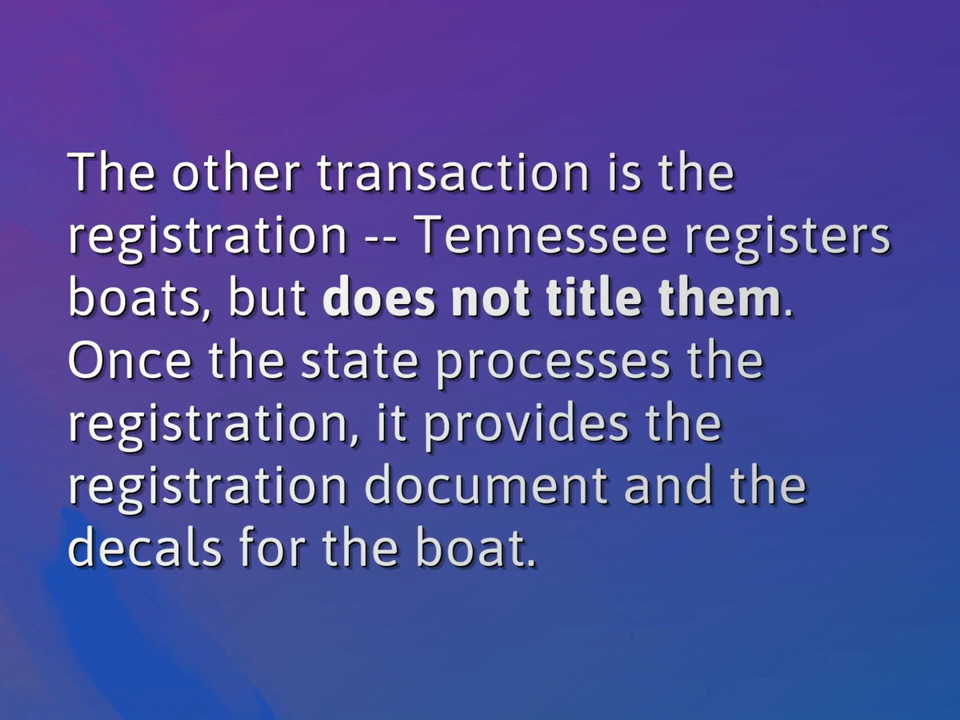 The other transaction is the
registration -- Tennessee registers
boats, but does not title them.
Once the state processes the
registration, it provides the
registration document and the
decals for the boat.